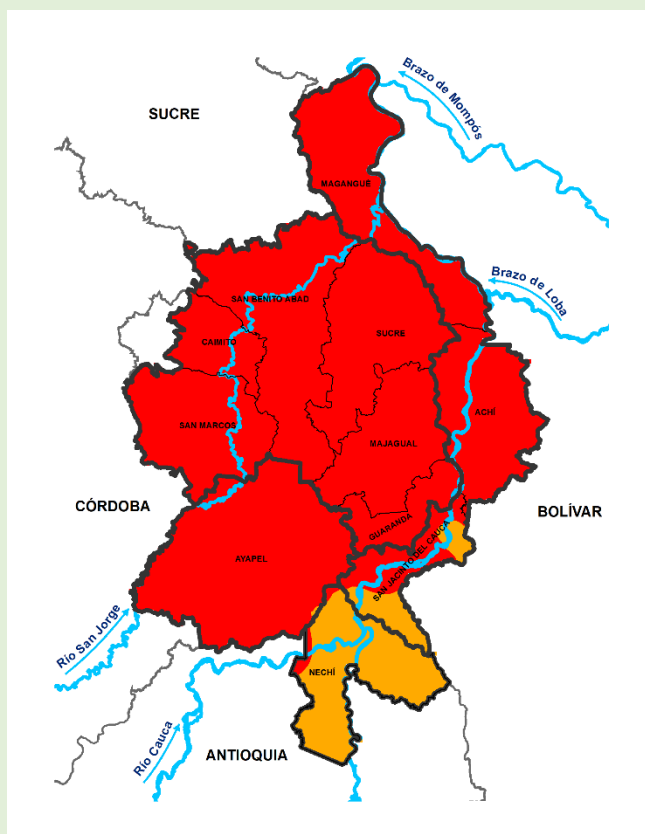 Brazo de Mompós
SUCRE
MAGANGUE
Brazo de Loba
SAN BENITO ABAD
SUCRE
CAIMITO
ACHÍ
SAN MARCOS
MAJAGUAL
CÓRDOBA
BOLÍVAR
GUARANDA
SAN JACINTO DEL CAUCA
AYAPEL
Río San Jorge
NECHÍ
Río Cauca
ANTIOQUIA